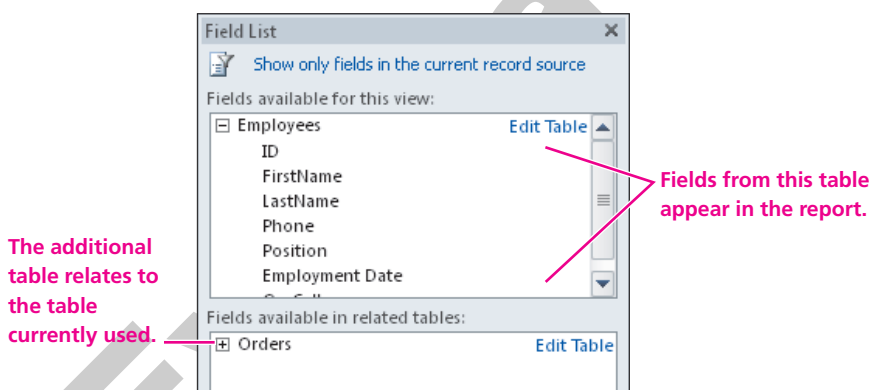 Field List
Show only fields in the current record source
Fields available for this view:
Employees Edit Table
ID
FirstName
LastName
Phone
Position
Employment Date
Fields available in related tables:
Orders Edit Table
Fields from this table
appear in the report.
The additional
table relates to
the table
currently used.